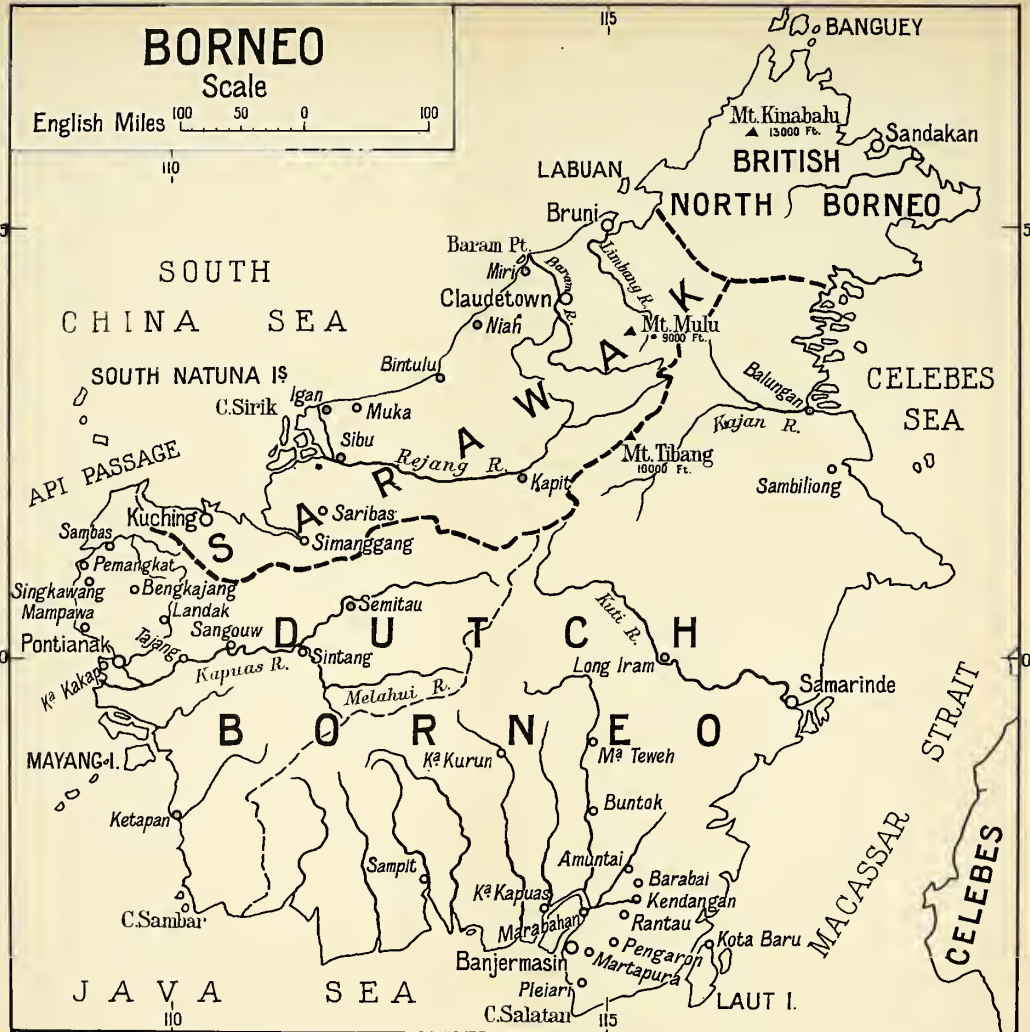 BORNEO
Scale
English Miles 100 50 0 100
115
110
BANGUEY
Mt. Kinabalu
13000 Ft.
Sandakan
BRITISH
NORTH BORNEO
LABUAN
Bruni
5
5
Baram Pt.
Limbang R.
Miri
Baram R.
SOUTH
CHINA SEA
Claudetown
Niah
Mt. Mulu
9000 Ft.
SARAWAK
Bintulu
SOUTH NATUNA Is
Balungan
CELEBES
SEA
C. Sirik
Igan
Muka
Kajan R.
Sibu
Rejang R.
Mt. Tibang
10000 Ft.
API PASSAGE
Kapit
Sambiliong
Kuching
Saribas
Simanggang
Sambas
Pemangkat
Singkawang
Bengkajang
Mampawa
Landak
Semitau
Kuti R.
DUTCH
Pontianak
Tajang
Sangouw
Sintang
Long Iram
0
0
Ka Kakap
Kapuas R.
Melahui R.
Samarinde
STRAIT
BORNEO
MAYANG I.
Ka Kurun
Ma Teweh
Ketapan
Buntok
MACASSAR
Sampit
Amuntai
Barabai
Ka Kapuas
Kendangan
CELEBES
C. Sambar
Marabahan
Rantau
Banjermasin
Pengaron
Kota Baru
Martapura
JAVA SEA
Pleiari
LAUT I.
C. Salatan
110
115